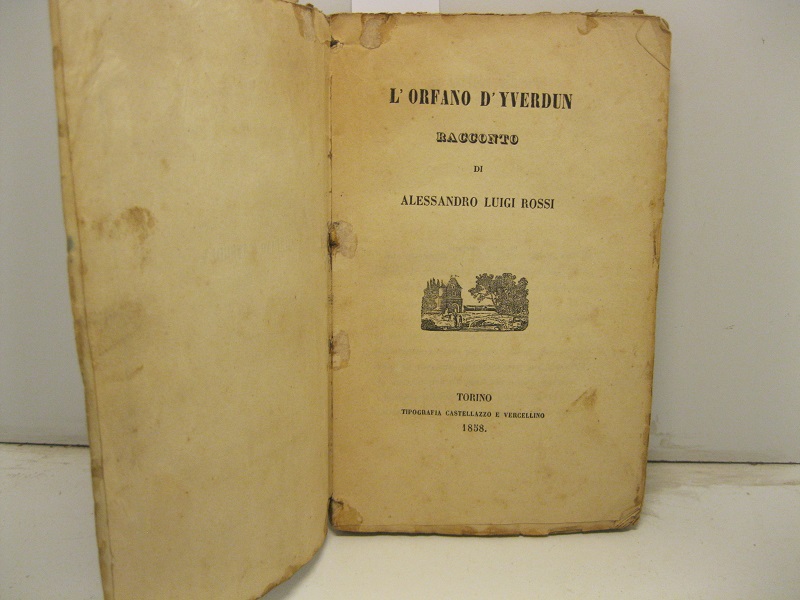 L'ORFANO D'YVERDUN
RACCONTO
DI
ALESSANDRO LUIGI ROSSI
TORINO
TIPOGRAFIA CASTELLAZZO E VERCELLINO
1858.